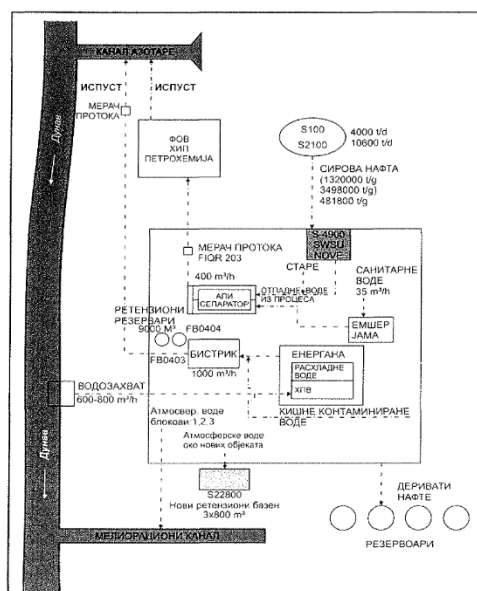 КАНАЛ АЗОТАРЕ
ИСПУСТ
ИСПУСТ
МЕРАЧ
ПРОТОКА
Дунав
ФОВ
ХИП
ПЕТРОХЕМИЈА
S100
S2100
4000 t/d
10600 t/d
СИРОВА НАФТА
(1320000 t/g
3498000 t/g)
481800 t/g
МЕРАЧ ПРОТОКА
FIQR 203
400 m³/h
S-4900
SWSU
NOVE
СТАРЕ
САНИТАРНЕ
ВОДЕ
35 m³/h
АПИ
СЕПАРАТОР
ОТПАДНЕ ВОДЕ
ИЗ ПРОЦЕСА
РЕТЕНЗИОНИ
РЕЗЕРВАРИ
9000 М³
FB0404
ЕМШЕР
ЈАМА
FB0403
БИСТРИК
1000 m³/h
ЕНЕРГАНА
РАСХЛАДНЕ
ВОДЕ
ХПВ
ВОДОЗАХВАТ
600-800 m³/h
КИШНЕ КОНТАМИНИРАНЕ
ВОДЕ
Атмосвер. воде
блокови:1,2,3
Атмосферске воде
око нових објеката
Дунав
S22800
Нови ретензиони базен
3x800 m³
ДЕРИВАТИ
НАФТЕ
МЕЛИОРАЦИОНИ КАНАЛ
РЕЗЕРВОАРИ